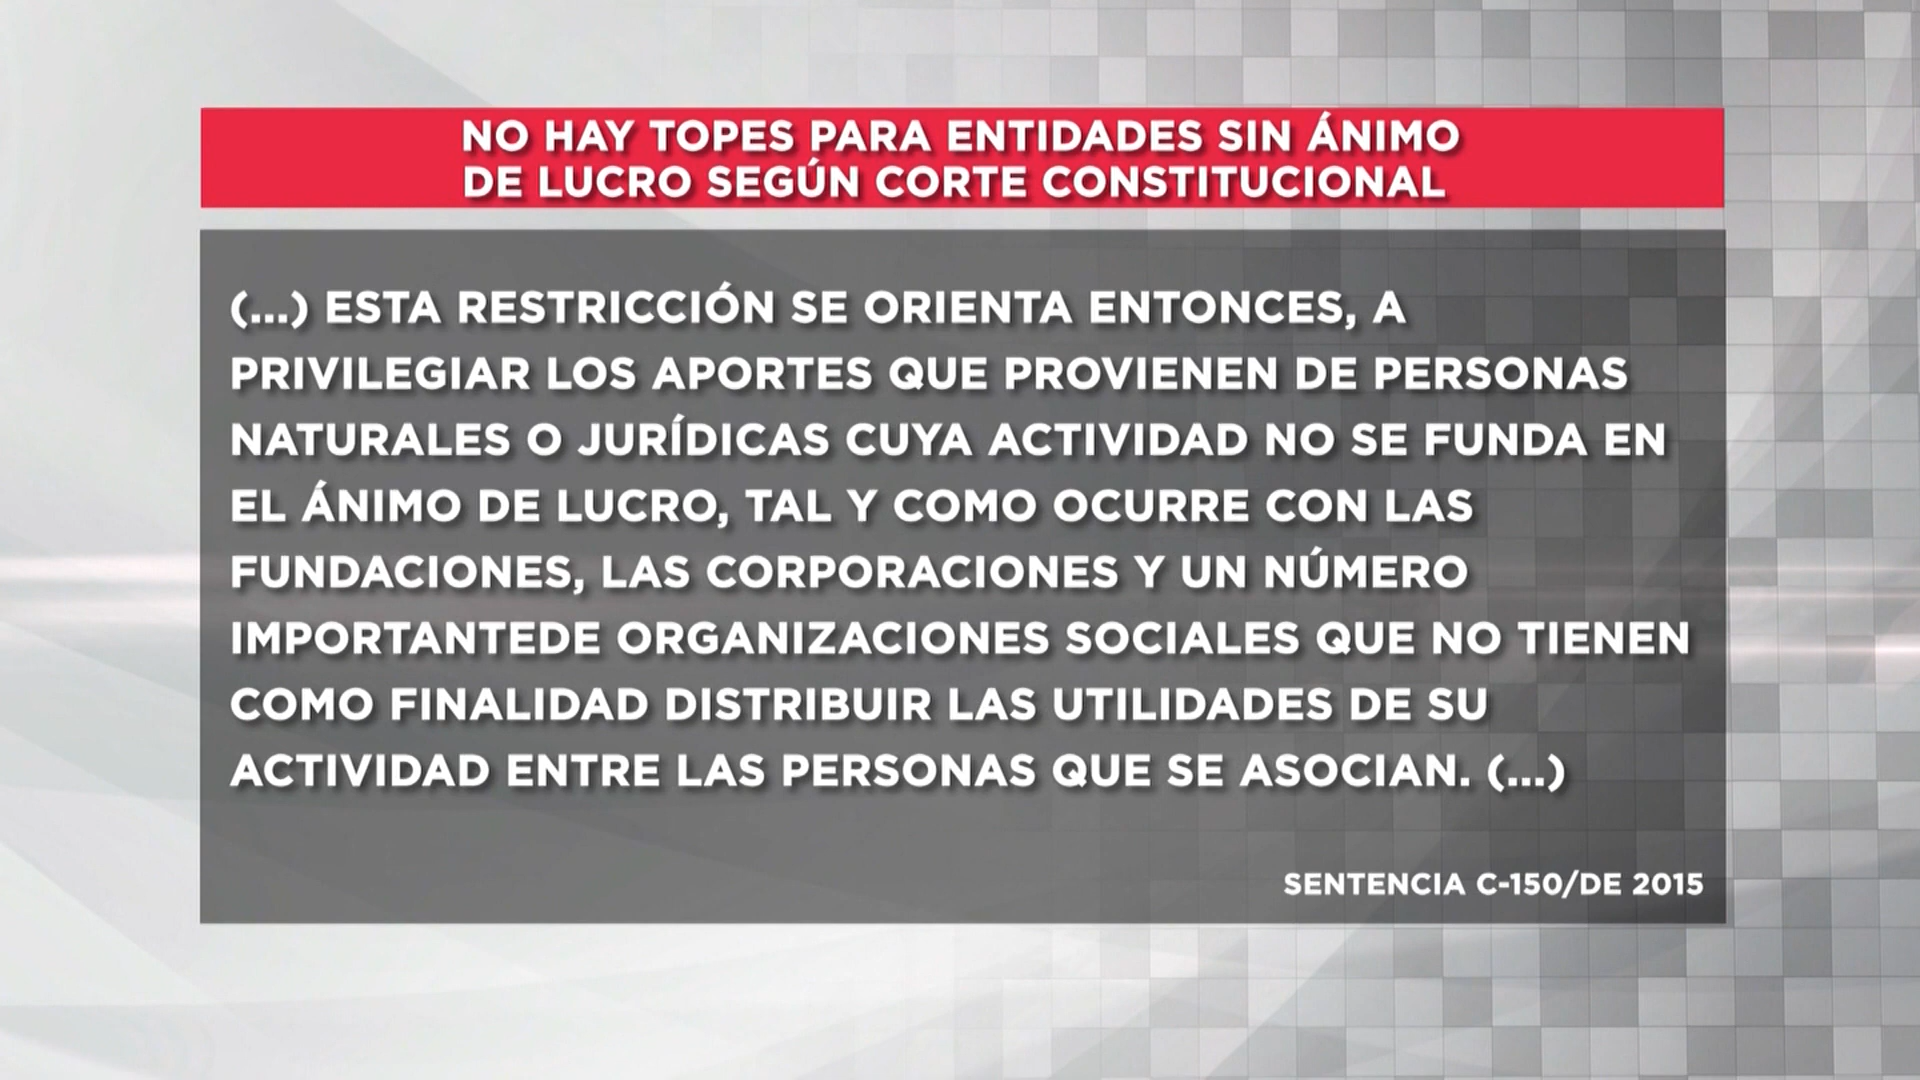 NO HAY TOPES PARA ENTIDADES SIN ÁNIMO
DE LUCRO SEGÚN CORTE CONSTITUCIONAL
(...) ESTA RESTRICCIÓN SE ORIENTA ENTONCES, A
PRIVILEGIAR LOS APORTES QUE PROVIENEN DE PERSONAS
NATURALES O JURÍDICAS CUYA ACTIVIDAD NO SE FUNDA EN
EL ÁNIMO DE LUCRO, TAL Y COMO OCURRE CON LAS
FUNDACIONES, LAS CORPORACIONES Y UN NÚMERO
IMPORTANTEDE ORGANIZACIONES SOCIALES QUE NO TIENEN
COMO FINALIDAD DISTRIBUIR LAS UTILIDADES DE SU
ACTIVIDAD ENTRE LAS PERSONAS QUE SE ASOCIAN. (...)
SENTENCIA C-150/DE 2015